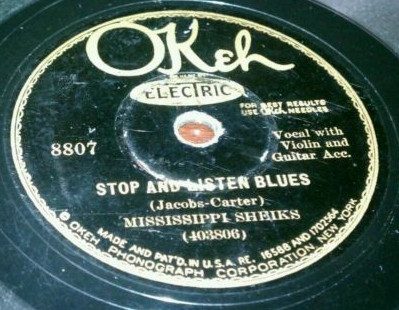 OKeh
ELECTRIC
FOR BEST RESULTS
USE OKeh NEEDLES
8807
Vocal with
Violin and
Guitar Acc.
STOP AND LISTEN BLUES
(Jacobs-Carter)
MISSISSIPPI SHEIKS
(403806)
MADE AND PAT'D. IN U.S.A. RE. 16588 AND 1702564
© OKEH PHONOGRAPH CORPORATION, NEW YORK